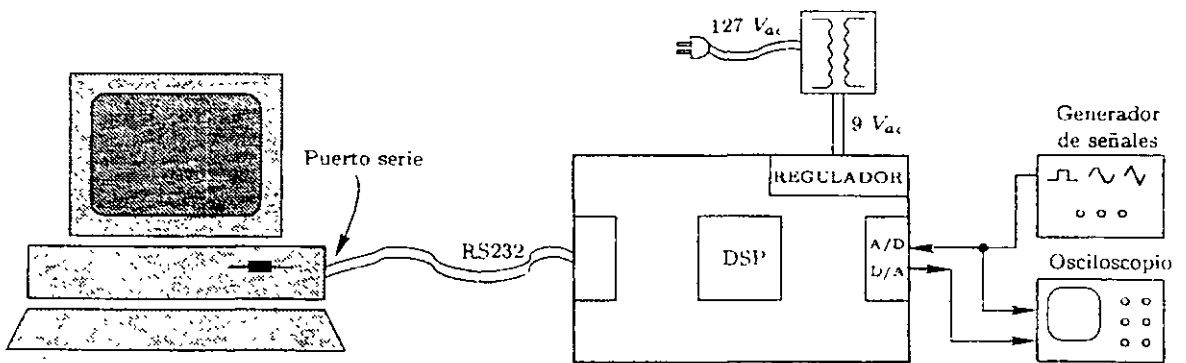 127 V_ac
9 V_ac
Generador
de señales
Puerto serie
REGULADOR
RS232
DSP
A/D
D/A
Osciloscopio